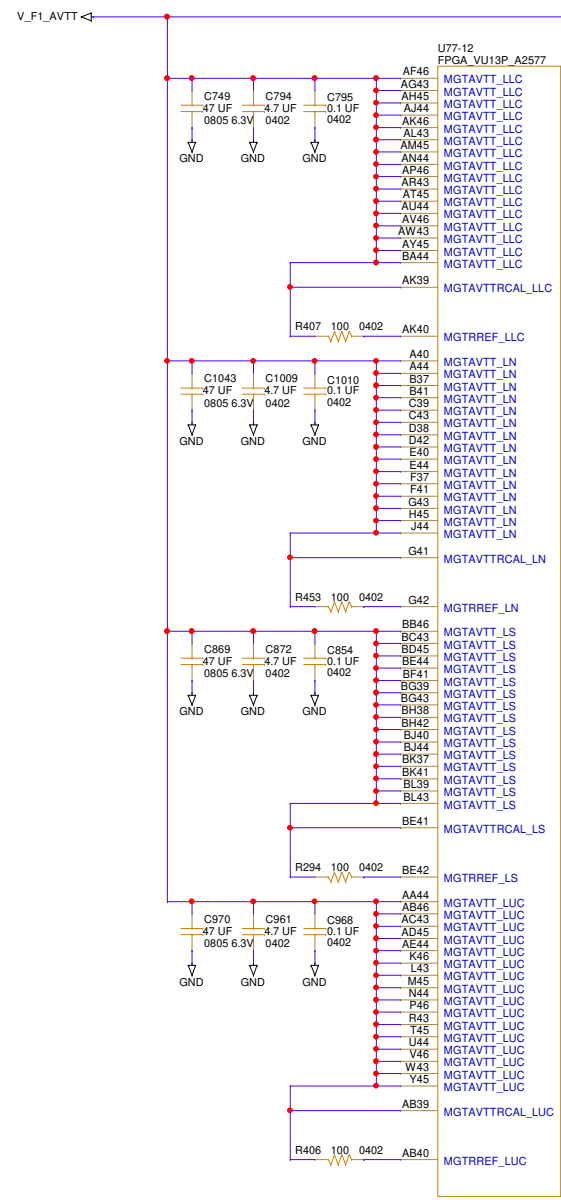 V_F1_AVTT
U77-12
FPGA_VU13P_A2577
AF46 MGTAVTT_LLC
AG43 MGTAVTT_LLC
AH45 MGTAVTT_LLC
AJ44 MGTAVTT_LLC
AK46 MGTAVTT_LLC
AL43 MGTAVTT_LLC
AM45 MGTAVTT_LLC
AN44 MGTAVTT_LLC
AP46 MGTAVTT_LLC
AR43 MGTAVTT_LLC
AT45 MGTAVTT_LLC
AU44 MGTAVTT_LLC
AV46 MGTAVTT_LLC
AW43 MGTAVTT_LLC
AY45 MGTAVTT_LLC
BA44 MGTAVTT_LLC
C749 C794 C795
47 UF 4.7 UF 0.1 UF
0805 6.3V 0402 0402
GND GND GND
AK39 MGTAVTTRCAL_LLC
R407 100 0402 AK40 MGTRREF_LLC
A40 MGTAVTT_LN
A44 MGTAVTT_LN
B37 MGTAVTT_LN
B41 MGTAVTT_LN
C39 MGTAVTT_LN
C43 MGTAVTT_LN
D38 MGTAVTT_LN
D42 MGTAVTT_LN
E40 MGTAVTT_LN
E44 MGTAVTT_LN
F37 MGTAVTT_LN
F41 MGTAVTT_LN
G43 MGTAVTT_LN
H45 MGTAVTT_LN
J44 MGTAVTT_LN
C1043 C1009 C1010
47 UF 4.7 UF 0.1 UF
0805 6.3V 0402 0402
GND GND GND
G41 MGTAVTTRCAL_LN
R453 100 0402 G42 MGTRREF_LN
BB46 MGTAVTT_LS
BC43 MGTAVTT_LS
BD45 MGTAVTT_LS
BE44 MGTAVTT_LS
BF41 MGTAVTT_LS
BG39 MGTAVTT_LS
BG43 MGTAVTT_LS
BH38 MGTAVTT_LS
BH42 MGTAVTT_LS
BJ40 MGTAVTT_LS
BJ44 MGTAVTT_LS
BK37 MGTAVTT_LS
BK41 MGTAVTT_LS
BL39 MGTAVTT_LS
BL43 MGTAVTT_LS
C869 C872 C854
47 UF 4.7 UF 0.1 UF
0805 6.3V 0402 0402
GND GND GND
BE41 MGTAVTTRCAL_LS
R294 100 0402 BE42 MGTRREF_LS
AA44 MGTAVTT_LUC
AB46 MGTAVTT_LUC
AC43 MGTAVTT_LUC
AD45 MGTAVTT_LUC
AE44 MGTAVTT_LUC
K46 MGTAVTT_LUC
L43 MGTAVTT_LUC
M45 MGTAVTT_LUC
N44 MGTAVTT_LUC
P46 MGTAVTT_LUC
R43 MGTAVTT_LUC
T45 MGTAVTT_LUC
U44 MGTAVTT_LUC
V46 MGTAVTT_LUC
W43 MGTAVTT_LUC
Y45 MGTAVTT_LUC
C970 C961 C968
47 UF 4.7 UF 0.1 UF
0805 6.3V 0402 0402
GND GND GND
AB39 MGTAVTTRCAL_LUC
R406 100 0402 AB40 MGTRREF_LUC